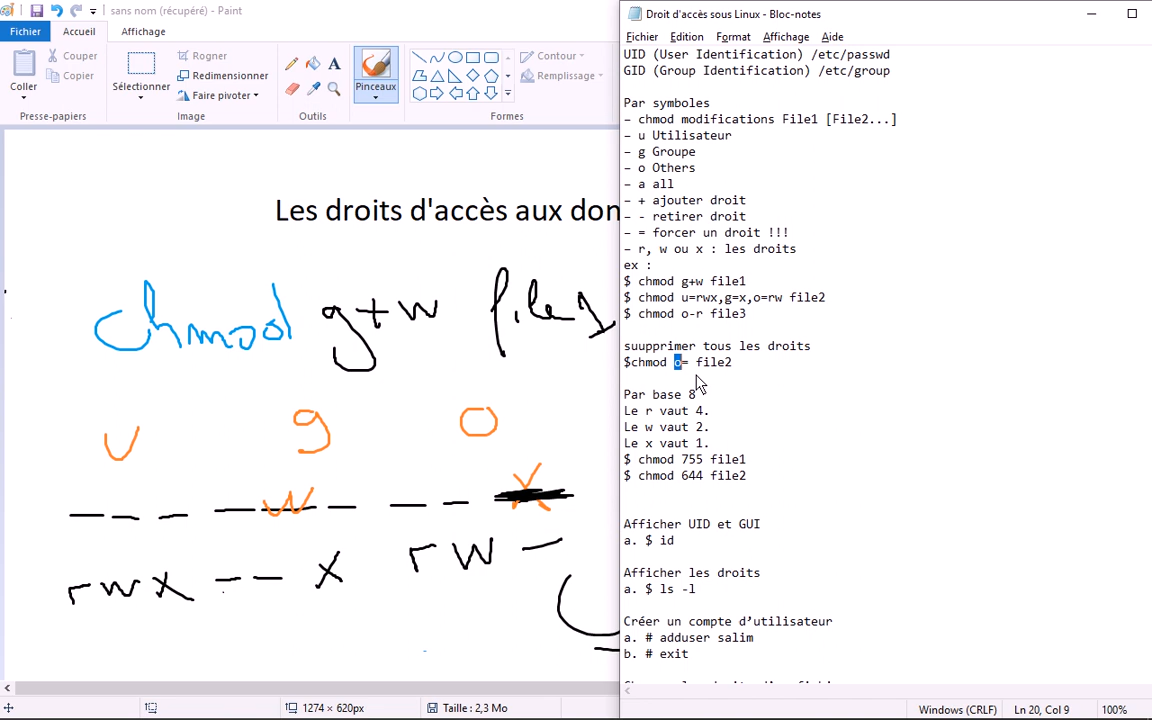 sans nom (récupéré) - Paint
Fichier Accueil Affichage
Coller
Couper
Copier
Presse-papiers
Sélectionner
Rogner
Redimensionner
Faire pivoter
Image
A
Outils
Pinceaux
Contour
Remplissage
Formes
Les droits d'accès aux don
chmod g+w file1
u g o
_ _ _ _ w _ _ _ x
rwx --x rw-
1274 × 620px
Taille : 2,3 Mo
Droit d'accès sous Linux - Bloc-notes
Fichier Edition Format Affichage Aide
UID (User Identification) /etc/passwd
GID (Group Identification) /etc/group
Par symboles
– chmod modifications File1 [File2...]
– u Utilisateur
– g Groupe
– o Others
– a all
– + ajouter droit
– - retirer droit
– = forcer un droit !!!
– r, w ou x : les droits
ex :
$ chmod g+w file1
$ chmod u=rwx,g=x,o=rw file2
$ chmod o-r file3
suupprimer tous les droits
$chmod o= file2
Par base 8
Le r vaut 4.
Le w vaut 2.
Le x vaut 1.
$ chmod 755 file1
$ chmod 644 file2
Afficher UID et GUI
a. $ id
Afficher les droits
a. $ ls -l
Créer un compte d’utilisateur
a. # adduser salim
b. # exit
Windows (CRLF) Ln 20, Col 9 100%